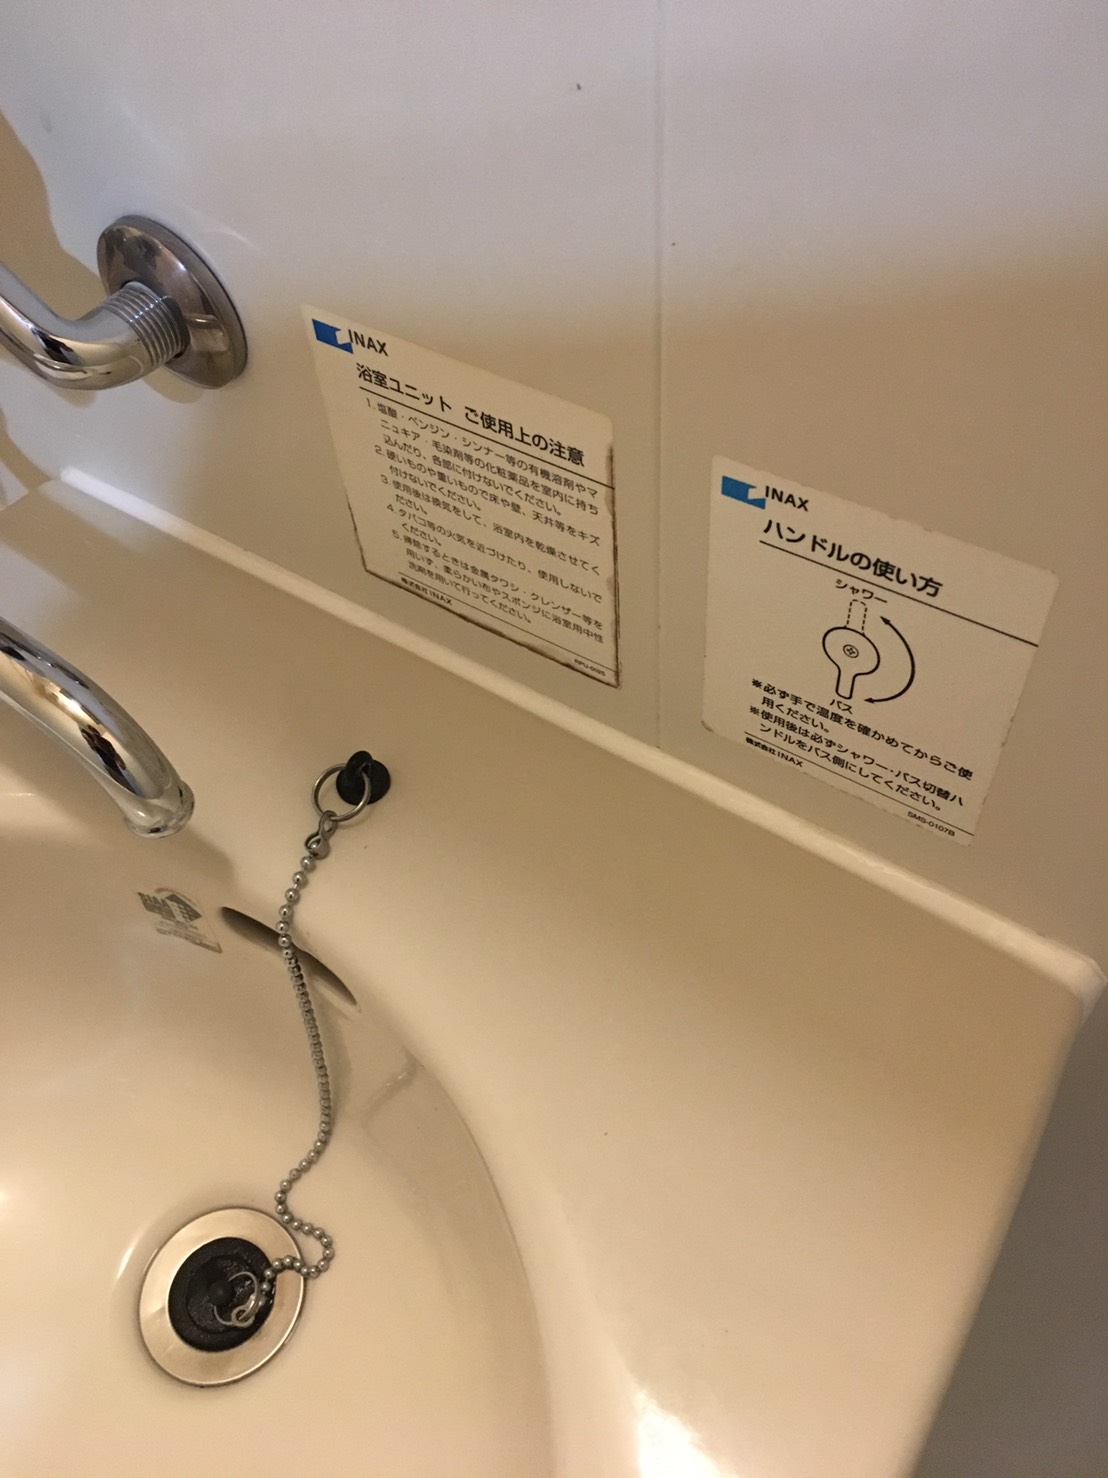 INAX
浴室ユニット ご使用上の注意
1. 塩酸・ベンジン・シンナー等の有機溶剤やマ
ニュキア・毛染剤等の化粧薬品を室内に持ち
込んだり、各部に付けないでください。
2. 硬いものや重いもので床や壁、天井等をキズ
付けないでください。
3. 使用後は換気をして、浴室内を乾燥させてく
ださい。
4. タバコ等の火気を近づけたり、使用しないで
ください。
5. 掃除するときは金属タワシ・クレンザー等を
用いず、柔らかい布やスポンジに浴室用中性
洗剤を用いて行ってください。
株式会社INAX
RPU-002S
INAX
ハンドルの使い方
シャワー
バス
※必ず手で温度を確かめてからご使
用ください。
※使用後は必ずシャワー・バス切替ハ
ンドルをバス側にしてください。
株式会社INAX
SMS-0107B